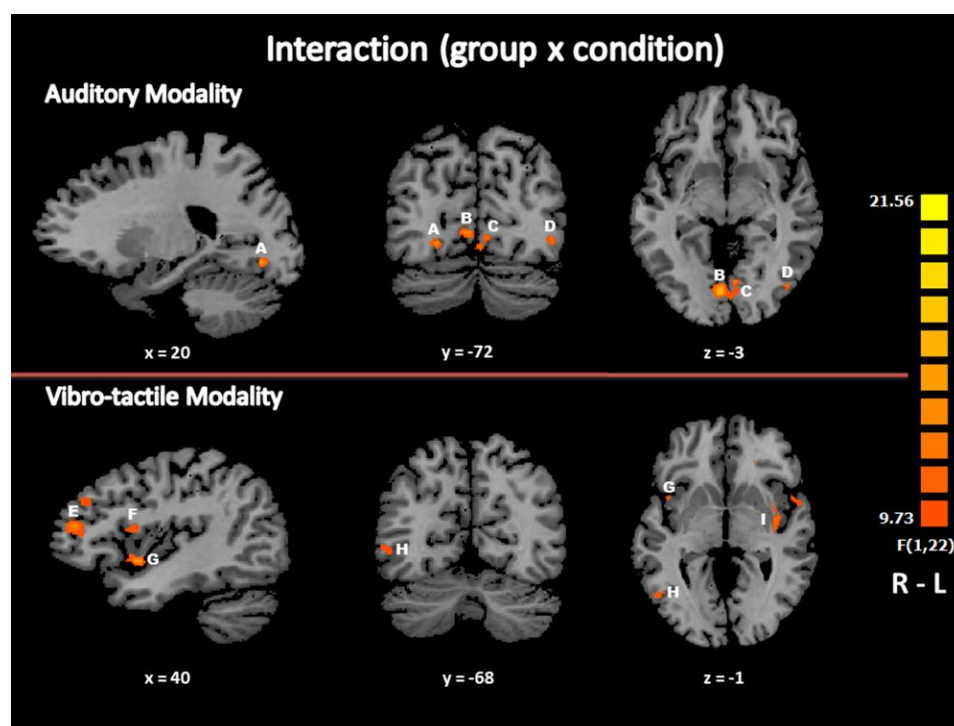 Interaction (group x condition)
Auditory Modality
A
x = 20
A B C D
y = -72
B C D
z = -3
Vibro-tactile Modality
E F G
x = 40
H
y = -68
G I H
z = -1
21.56
9.73
F(1,22)
R - L